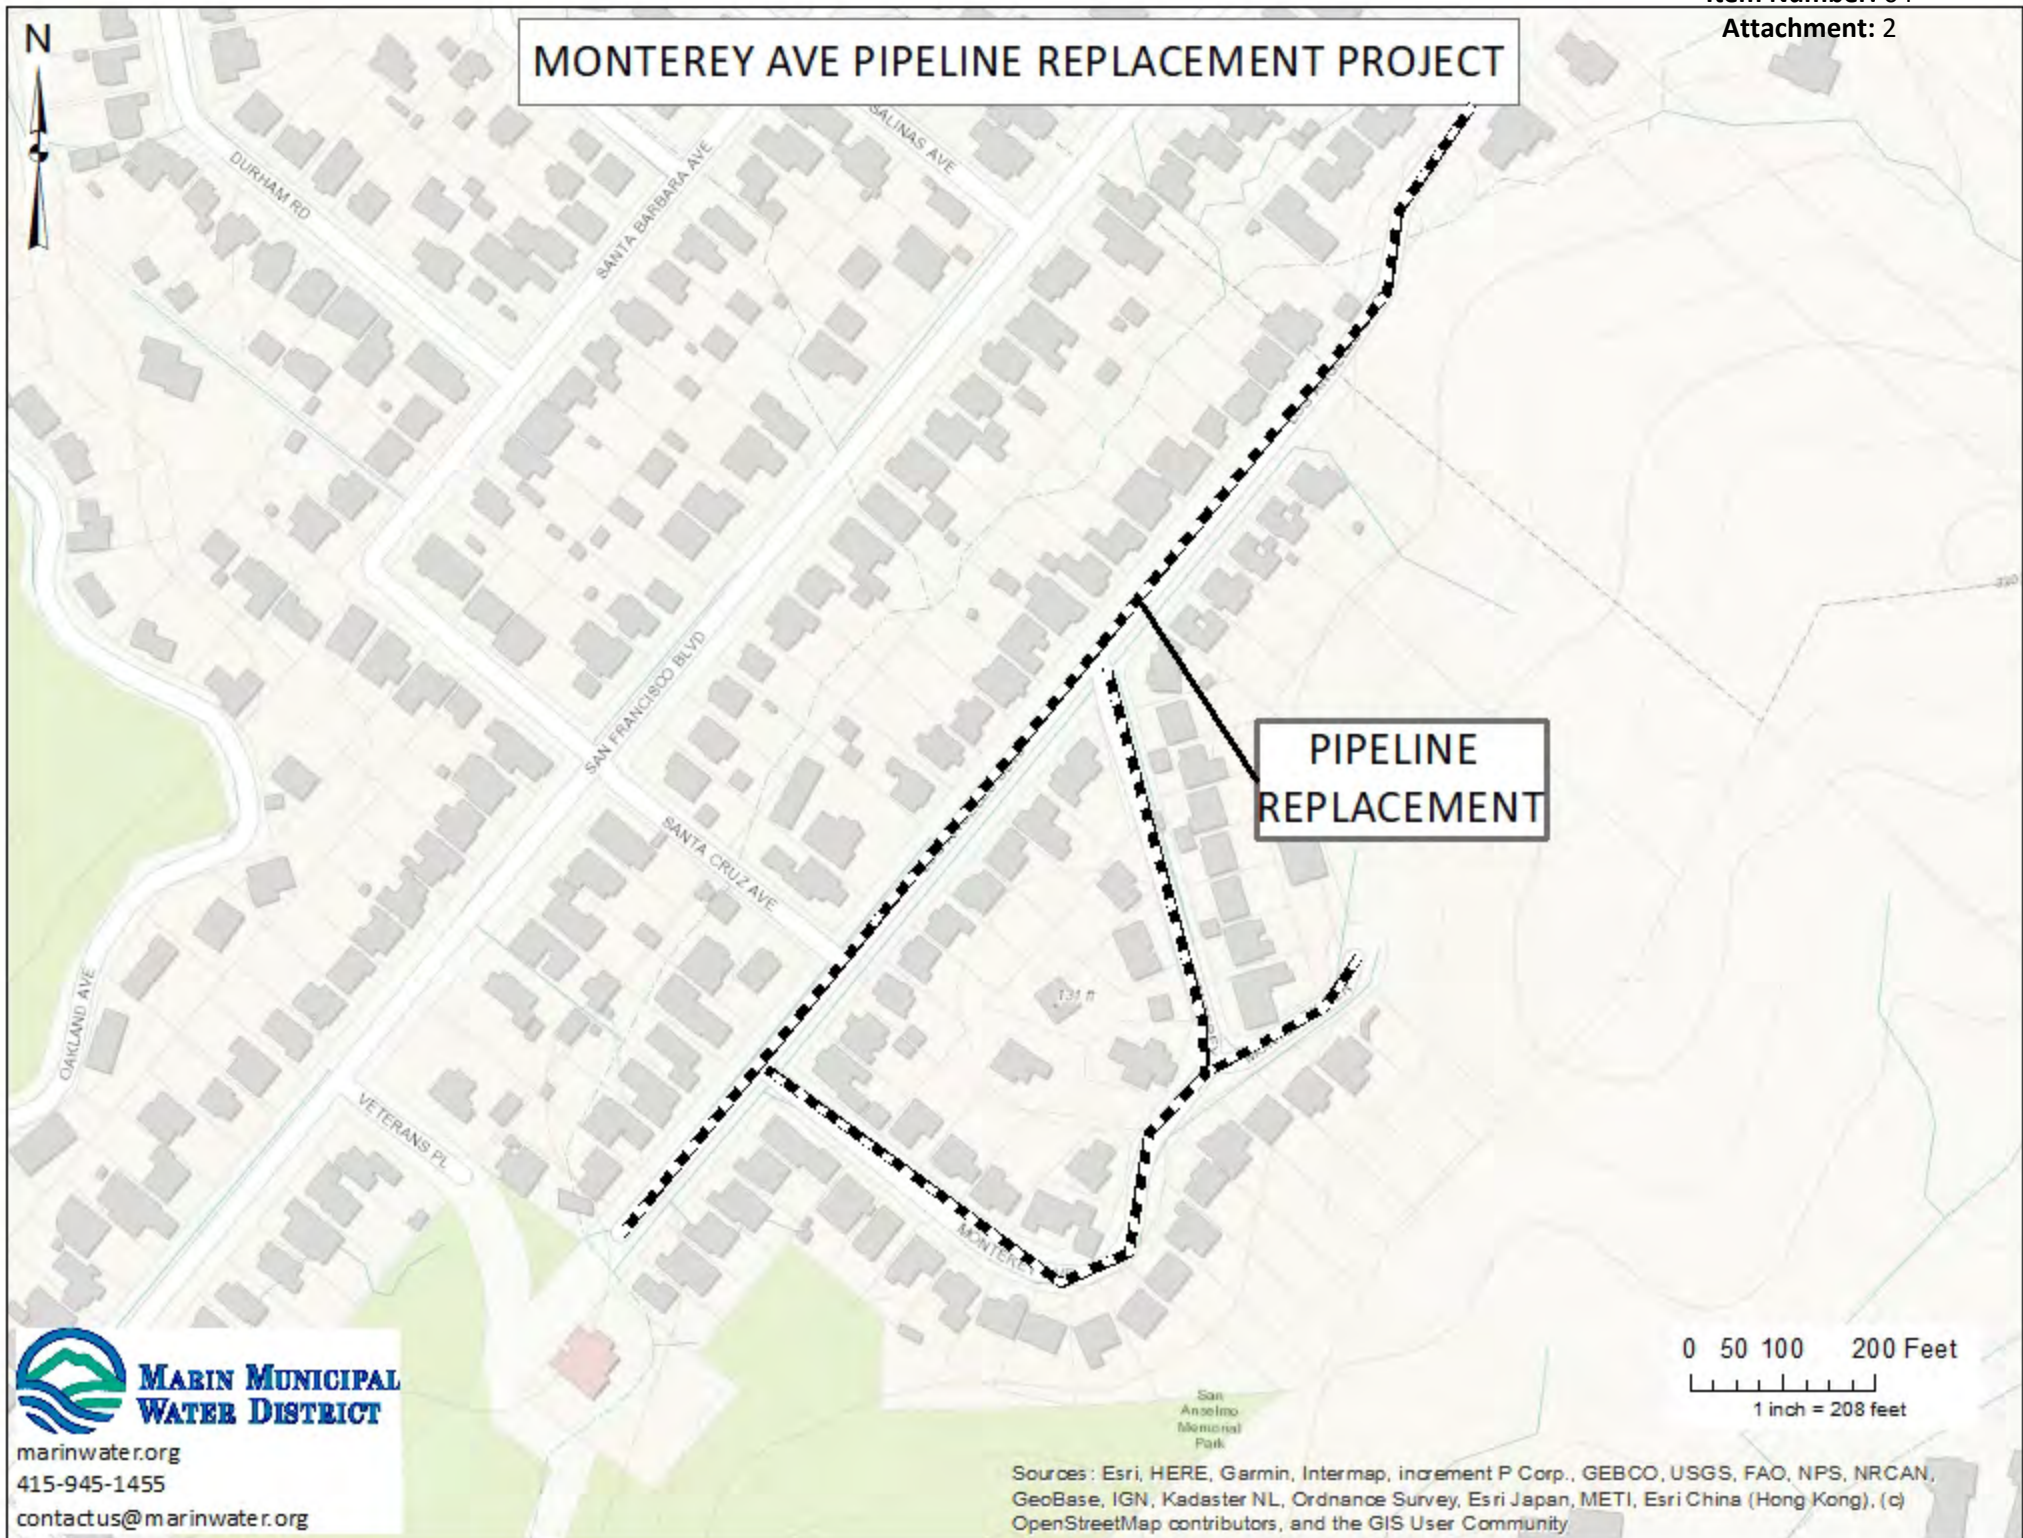 Attachment: 2
N
MONTEREY AVE PIPELINE REPLACEMENT PROJECT
SALINAS AVE
DURHAM RD
SANTA BARBARA AVE
SAN FRANCISCO BLVD
PIPELINE
REPLACEMENT
SANTA CRUZ AVE
OAKLAND AVE
131 ft
VETERANS PL
MONTEREY
0 50 100 200 Feet
1 inch = 208 feet
MARIN MUNICIPAL
WATER DISTRICT
marinwater.org
415-945-1455
contactus@marinwater.org
San
Anselmo
Memorial
Park
Sources: Esri, HERE, Garmin, Intermap, increment P Corp., GEBCO, USGS, FAO, NPS, NRCAN,
GeoBase, IGN, Kadaster NL, Ordnance Survey, Esri Japan, METI, Esri China (Hong Kong), (c)
OpenStreetMap contributors, and the GIS User Community